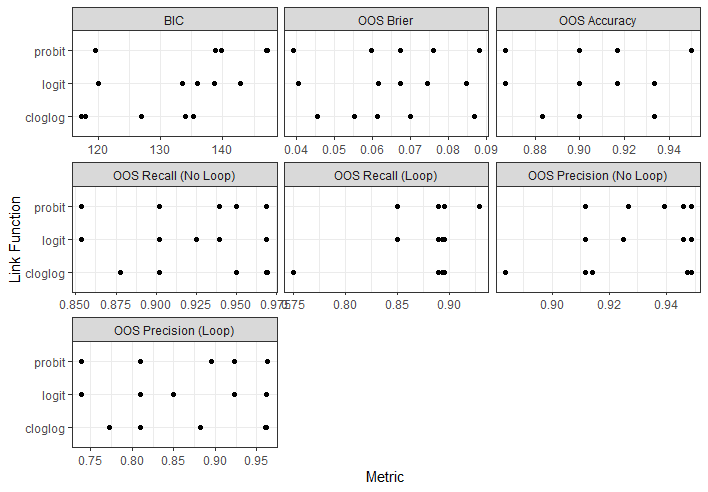 BIC
OOS Brier
OOS Accuracy
probit
logit
cloglog
120 130 140
0.04 0.05 0.06 0.07 0.08 0.09
0.88 0.90 0.92 0.94
OOS Recall (No Loop)
OOS Recall (Loop)
OOS Precision (No Loop)
probit
logit
cloglog
0.850 0.875 0.900 0.925 0.950 0.975
0.75 0.80 0.85 0.90
0.90 0.92 0.94
OOS Precision (Loop)
probit
logit
cloglog
0.75 0.80 0.85 0.90 0.95
Link Function
Metric